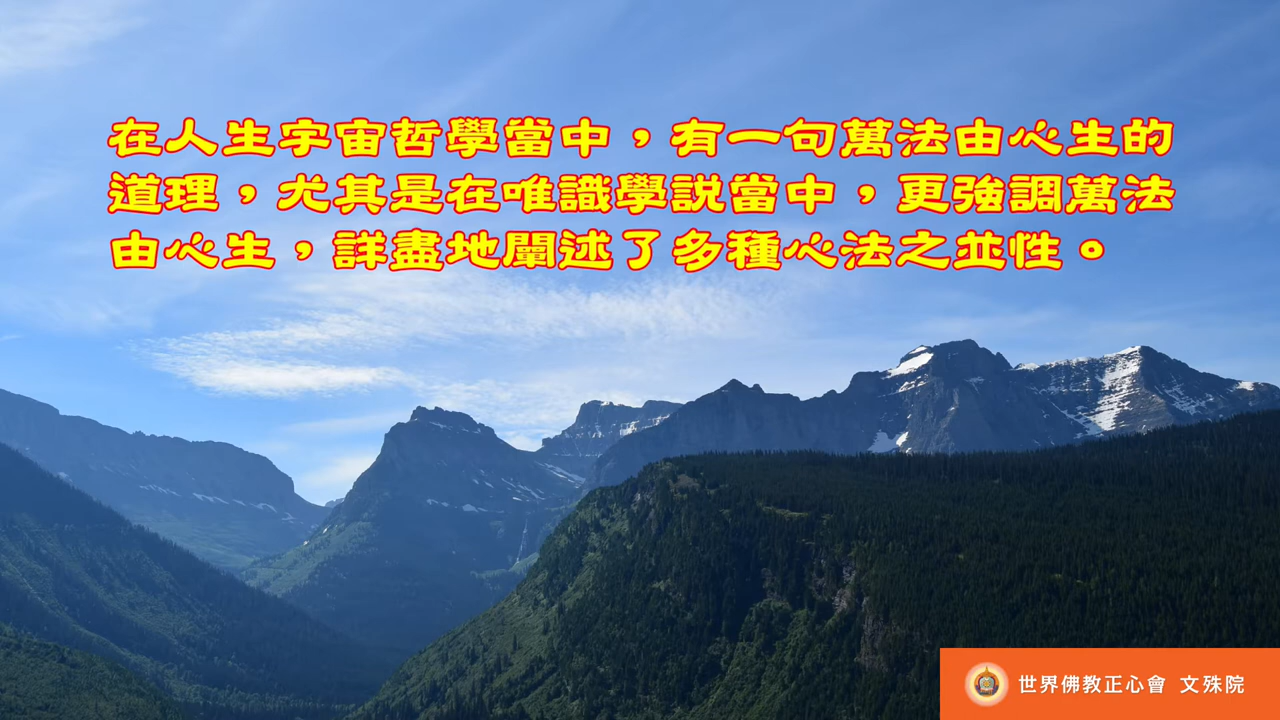 在人生宇宙哲學當中，有一句萬法由心生的
道理，尤其是在唯識學説當中，更強調萬法
由心生，詳盡地闡述了多種心法之並性。
世界佛教正心會 文殊院